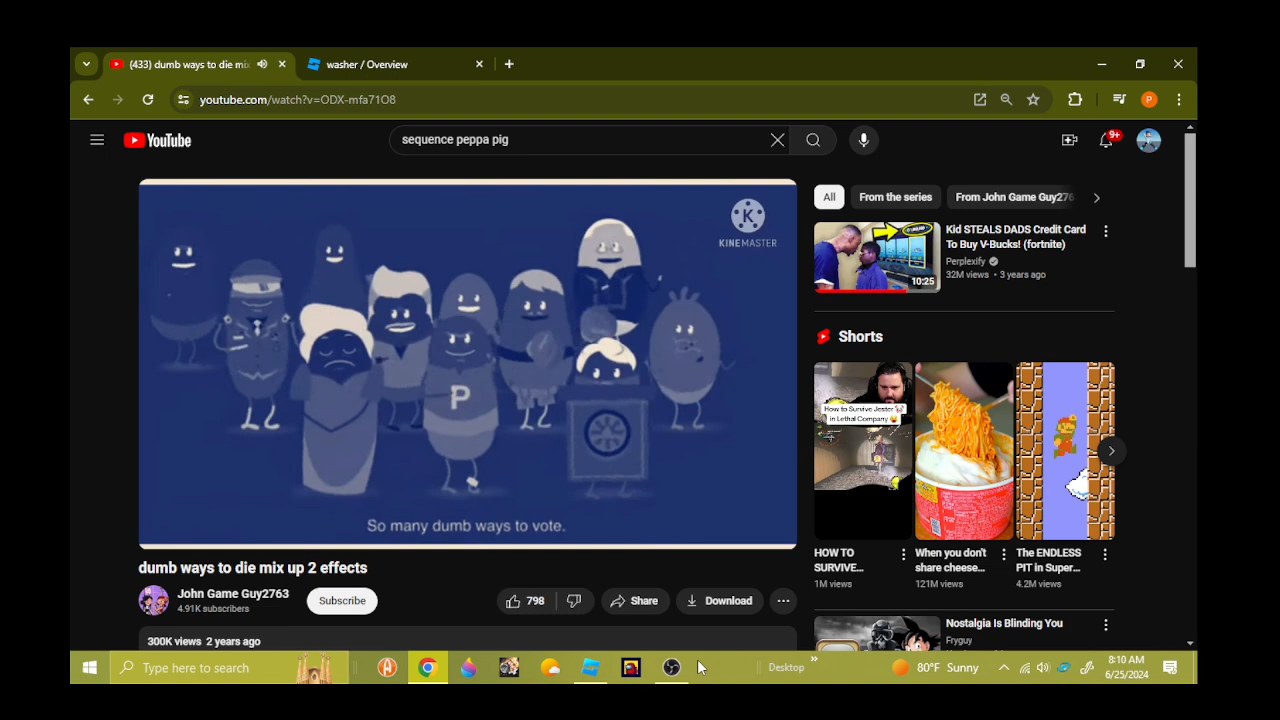 (433) dumb ways to die mix
washer / Overview
youtube.com/watch?v=ODX-mfa71O8
P
YouTube
sequence peppa pig
9+
K
KINEMASTER
P
So many dumb ways to vote.
All
From the series
From John Game Guy276
Kid STEALS DADS Credit Card
To Buy V-Bucks! (fortnite)
Perplexify
32M views • 3 years ago
10:25
Shorts
How to Survive Jester
in Lethal Company
HOW TO
SURVIVE...
1M views
When you don't
share cheese...
121M views
The ENDLESS
PIT in Super...
4.2M views
dumb ways to die mix up 2 effects
John Game Guy2763
4.91K subscribers
Subscribe
798
Share
Download
300K views 2 years ago
Nostalgia Is Blinding You
Fryguy
Type here to search
Desktop
80°F Sunny
8:10 AM
6/25/2024